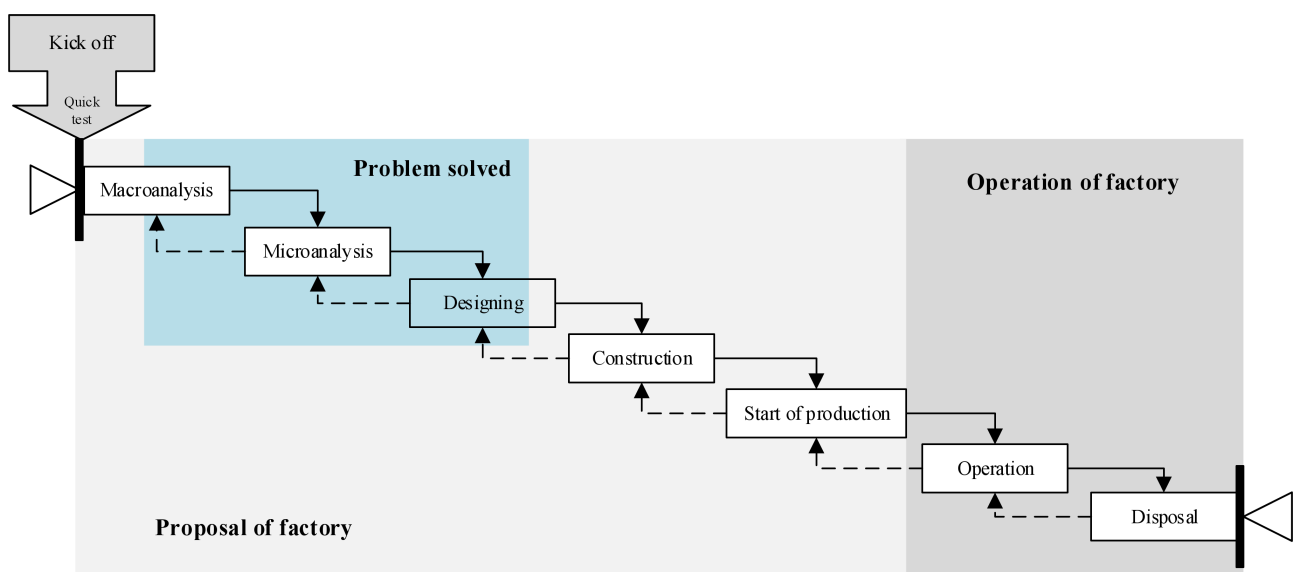 Kick off
Quick
test
Problem solved
Operation of factory
Macroanalysis
Microanalysis
Designing
Construction
Start of production
Operation
Disposal
Proposal of factory